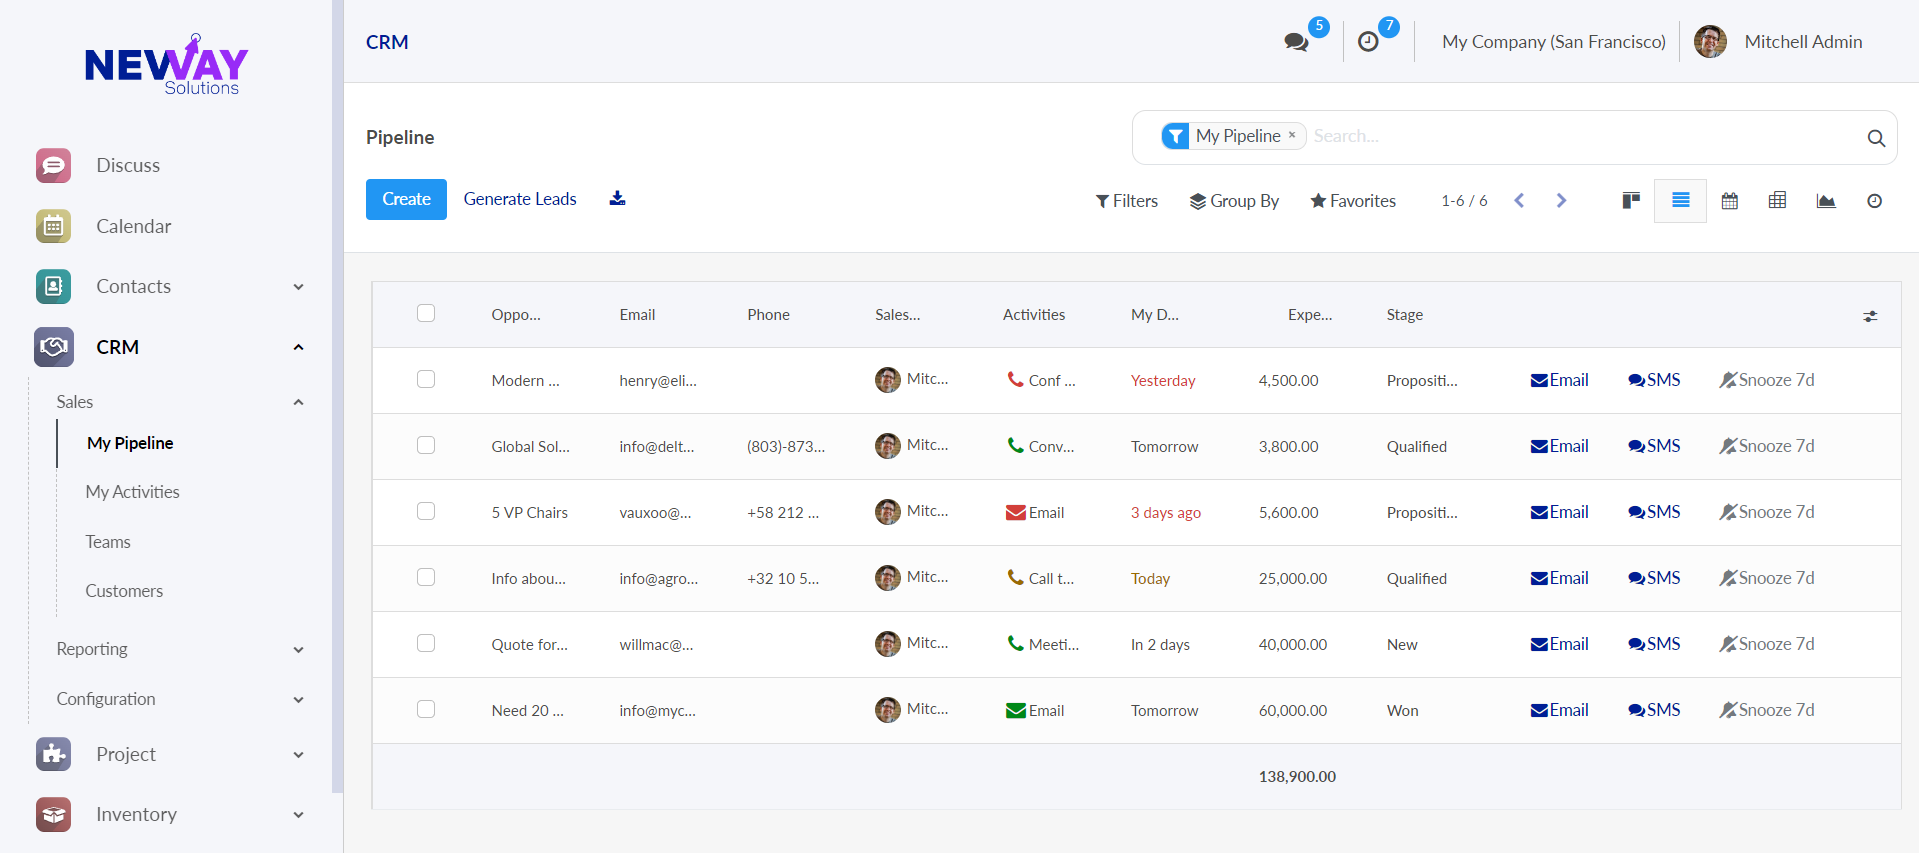 NEWAY
Solutions
Discuss
Calendar
Contacts
CRM
Sales
My Pipeline
My Activities
Teams
Customers
Reporting
Configuration
Project
Inventory
CRM
5
7
My Company (San Francisco)
Mitchell Admin
Pipeline
My Pipeline × Search...
Create Generate Leads
Filters Group By Favorites 1-6 / 6
Oppo... Email Phone Sales... Activities My D... Expe... Stage
Modern ... henry@eli... Mitc... Conf ... Yesterday 4,500.00 Propositi... Email SMS Snooze 7d
Global Sol... info@delt... (803)-873... Mitc... Conv... Tomorrow 3,800.00 Qualified Email SMS Snooze 7d
5 VP Chairs vauxoo@... +58 212 ... Mitc... Email 3 days ago 5,600.00 Propositi... Email SMS Snooze 7d
Info abou... info@agro... +32 10 5... Mitc... Call t... Today 25,000.00 Qualified Email SMS Snooze 7d
Quote for... willmac@... Mitc... Meeti... In 2 days 40,000.00 New Email SMS Snooze 7d
Need 20 ... info@myc... Mitc... Email Tomorrow 60,000.00 Won Email SMS Snooze 7d
138,900.00